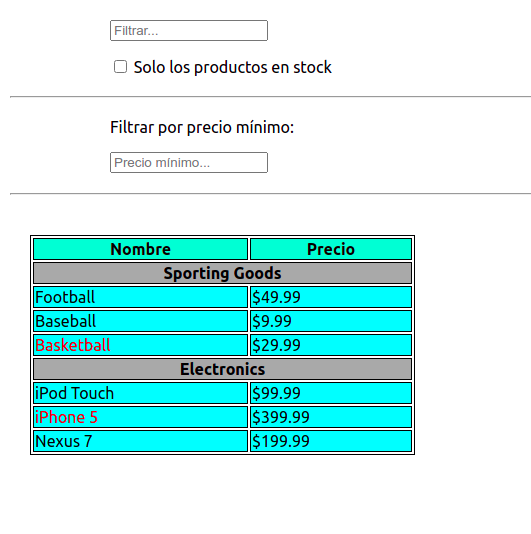 Filtrar...
Solo los productos en stock
Filtrar por precio mínimo:
Precio mínimo...
Nombre Precio
Sporting Goods
Football $49.99
Baseball $9.99
Basketball $29.99
Electronics
iPod Touch $99.99
iPhone 5 $399.99
Nexus 7 $199.99